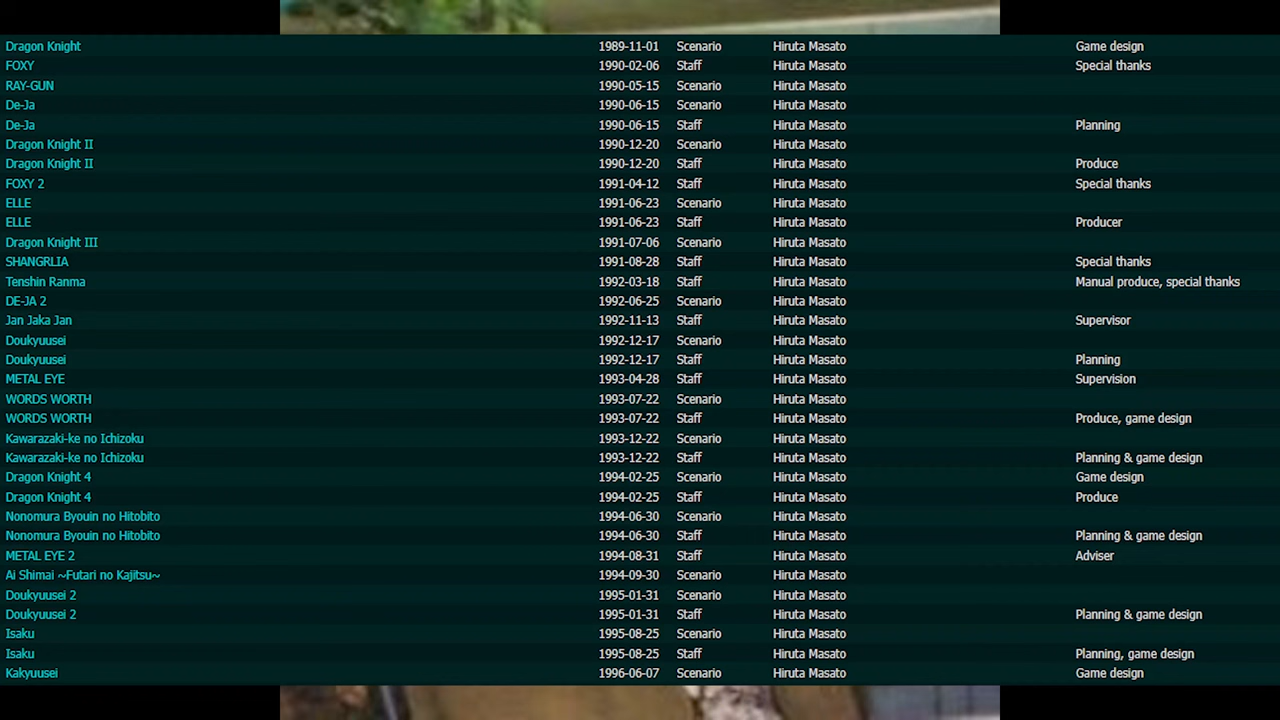 Dragon Knight 1989-11-01 Scenario Hiruta Masato Game design
FOXY 1990-02-06 Staff Hiruta Masato Special thanks
RAY-GUN 1990-05-15 Scenario Hiruta Masato
De-Ja 1990-06-15 Scenario Hiruta Masato
De-Ja 1990-06-15 Staff Hiruta Masato Planning
Dragon Knight II 1990-12-20 Scenario Hiruta Masato
Dragon Knight II 1990-12-20 Staff Hiruta Masato Produce
FOXY 2 1991-04-12 Staff Hiruta Masato Special thanks
ELLE 1991-06-23 Scenario Hiruta Masato
ELLE 1991-06-23 Staff Hiruta Masato Producer
Dragon Knight III 1991-07-06 Scenario Hiruta Masato
SHANGRLIA 1991-08-28 Staff Hiruta Masato Special thanks
Tenshin Ranma 1992-03-18 Staff Hiruta Masato Manual produce, special thanks
DE-JA 2 1992-06-25 Scenario Hiruta Masato
Jan Jaka Jan 1992-11-13 Staff Hiruta Masato Supervisor
Doukyuusei 1992-12-17 Scenario Hiruta Masato
Doukyuusei 1992-12-17 Staff Hiruta Masato Planning
METAL EYE 1993-04-28 Staff Hiruta Masato Supervision
WORDS WORTH 1993-07-22 Scenario Hiruta Masato
WORDS WORTH 1993-07-22 Staff Hiruta Masato Produce, game design
Kawarazaki-ke no Ichizoku 1993-12-22 Scenario Hiruta Masato
Kawarazaki-ke no Ichizoku 1993-12-22 Staff Hiruta Masato Planning & game design
Dragon Knight 4 1994-02-25 Scenario Hiruta Masato Game design
Dragon Knight 4 1994-02-25 Staff Hiruta Masato Produce
Nonomura Byouin no Hitobito 1994-06-30 Scenario Hiruta Masato
Nonomura Byouin no Hitobito 1994-06-30 Staff Hiruta Masato Planning & game design
METAL EYE 2 1994-08-31 Staff Hiruta Masato Adviser
Ai Shimai ~Futari no Kajitsu~ 1994-09-30 Scenario Hiruta Masato
Doukyuusei 2 1995-01-31 Scenario Hiruta Masato
Doukyuusei 2 1995-01-31 Staff Hiruta Masato Planning & game design
Isaku 1995-08-25 Scenario Hiruta Masato
Isaku 1995-08-25 Staff Hiruta Masato Planning, game design
Kakyuusei 1996-06-07 Scenario Hiruta Masato Game design